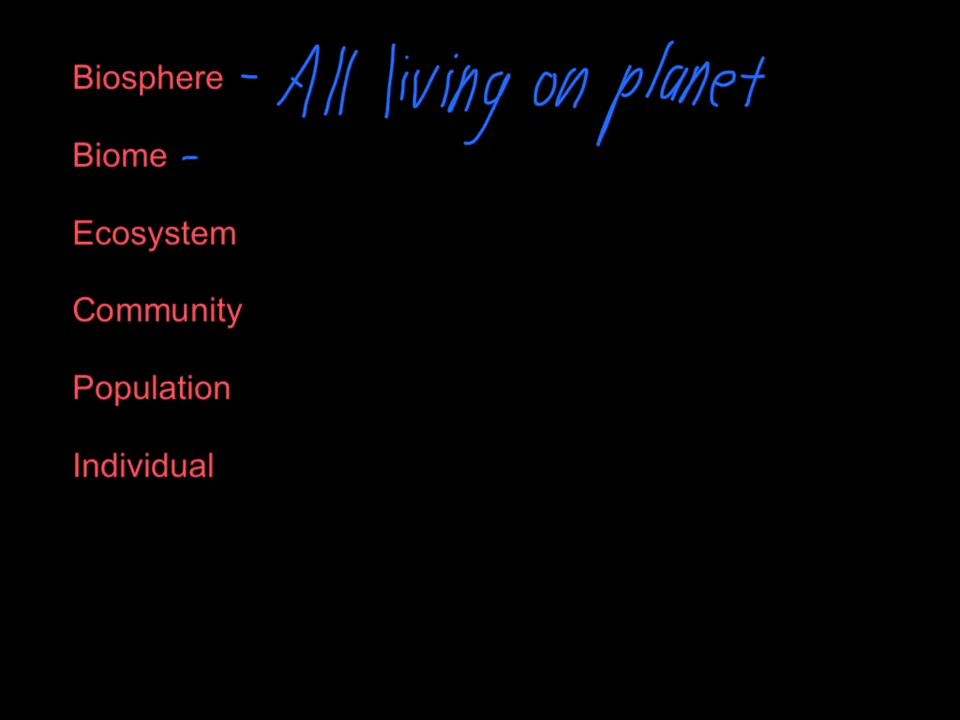 Biosphere - All living on planet
Biome -
Ecosystem
Community
Population
Individual